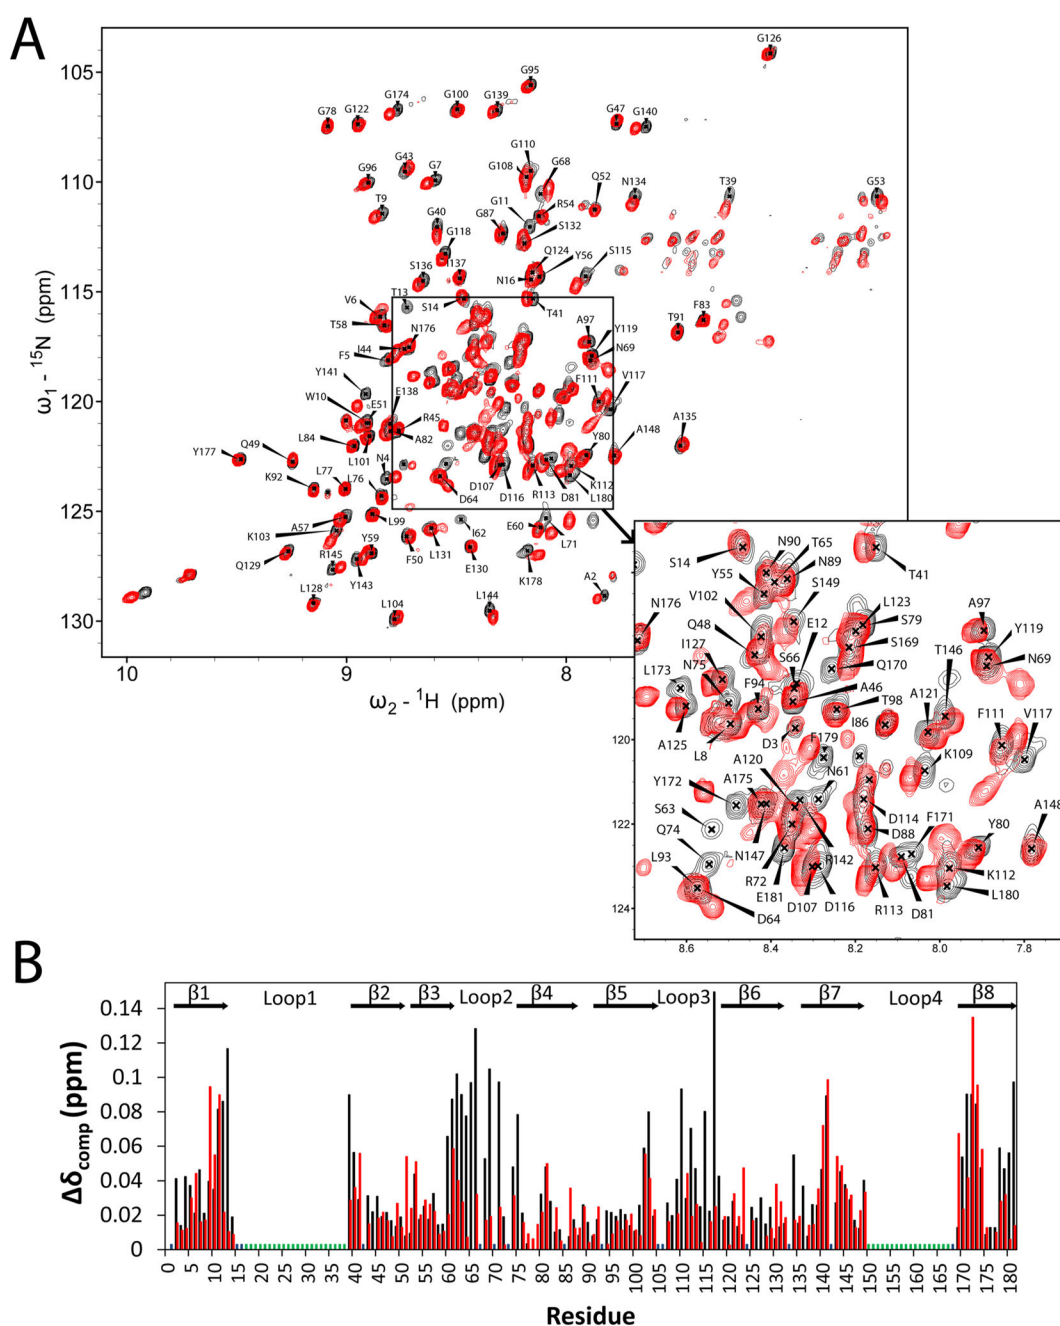 A
G126
105
G95
G174
G100
G139
G78
G122
G47
G140
G110
G43
G7
G68
G96
G108
110
Q52
N134
T39
G53
T9
G11
R54
G40
G87
S132
G118
Q124
I137
Y56
S115
S136
N16
115
T13
S14
T41
V6
F83
T58
T91
N176
A97
I44
Y119
F5
N69
Y141
F111
V117
120
E138
W10
E51
R45
L84
A82
Y80
A148
A135
Y177
Q49
L101
N4
L77
L76
K112
K92
D107
R113
D81
L180
D64
D116
125
A57
L99
I62
E60
K103
Y59
L71
R145
F50
L131
Q129
E130
K178
Y143
A2
L128
L104
L144
130
10
9
8
ω1 - 15N (ppm)
ω2 - 1H (ppm)
N90
T65
S14
Y55
N89
S149
T41
V102
L123
N176
Q48
E12
S79
A97
I127
S66
S169
Y119
N75
Q170
T146
N69
L173
F94
A46
T98
A121
D3
I86
F111
V117
A125
L8
F179
120
A120
K109
Y172
A175
N61
S63
D114
A148
122
D88
F171
Y80
Q74
N147
R142
L93
R72
K112
E181
L180
D64
D107
D116
R113
D81
124
8.6
8.4
8.2
8.0
7.8
B
β1
Loop1
β2
β3
Loop2
β4
β5
Loop3
β6
β7
Loop4
β8
0.14
0.12
0.1
0.08
0.06
0.04
0.02
0
Δδcomp (ppm)
0 5 10 15 20 25 30 35 40 45 50 55 60 65 70 75 80 85 90 95 100 105 110 115 120 125 130 135 140 145 150 155 160 165 170 175 180
Residue